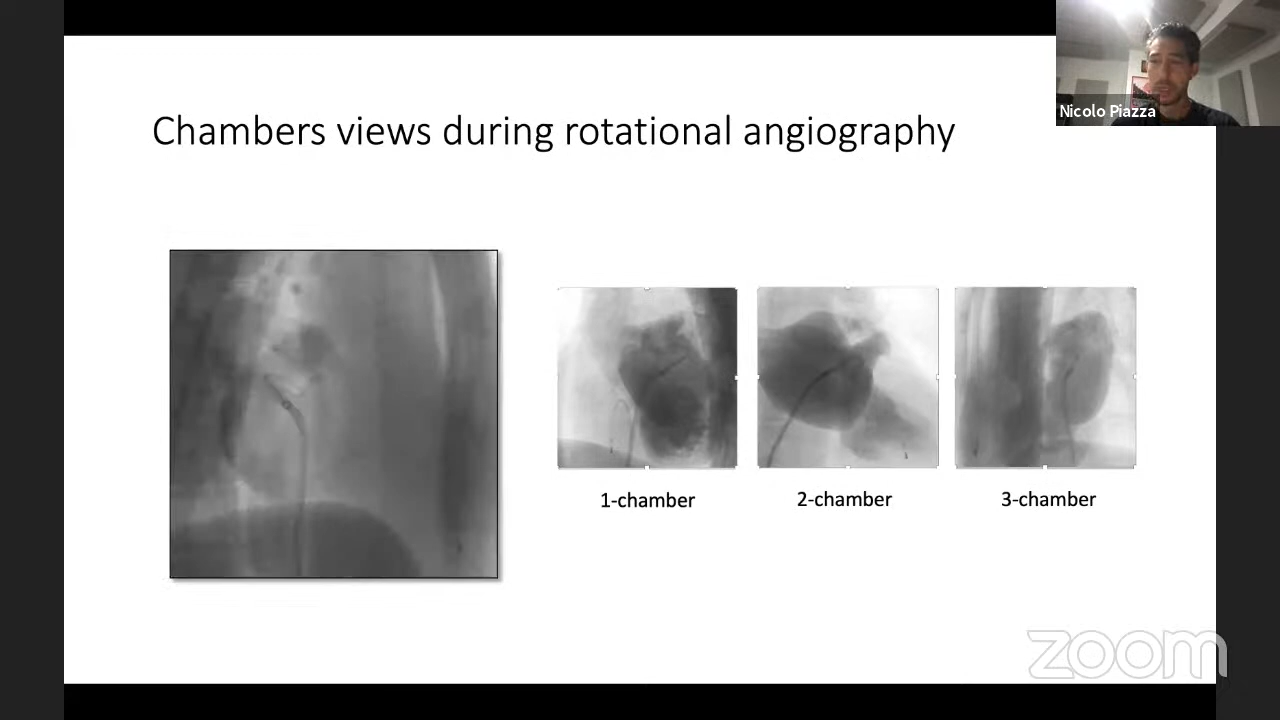 Nicolo Piazza
Chambers views during rotational angiography
1-chamber
2-chamber
3-chamber
zoom